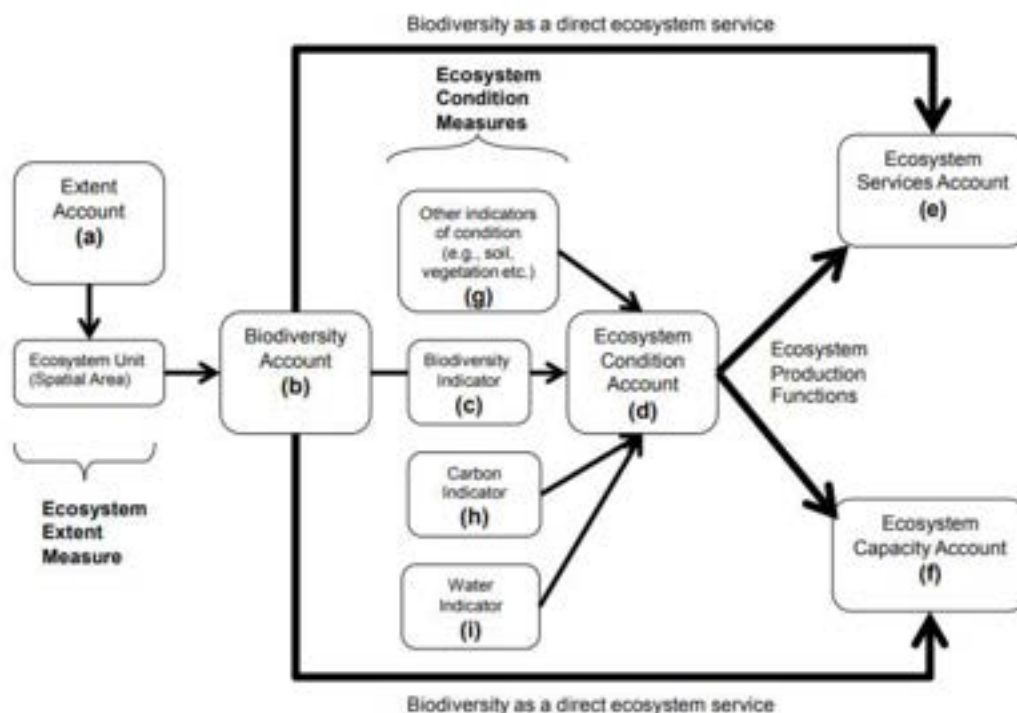 Biodiversity as a direct ecosystem service
Ecosystem
Condition
Measures
Extent
Account
(a)
Ecosystem Unit
(Spatial Area)
Ecosystem
Extent
Measure
Biodiversity
Account
(b)
Other indicators
of condition
(e.g., soil,
vegetation etc.)
(g)
Biodiversity
Indicator
(c)
Carbon
Indicator
(h)
Water
Indicator
(i)
Ecosystem
Condition
Account
(d)
Ecosystem
Production
Functions
Ecosystem
Services Account
(e)
Ecosystem
Capacity Account
(f)
Biodiversity as a direct ecosystem service